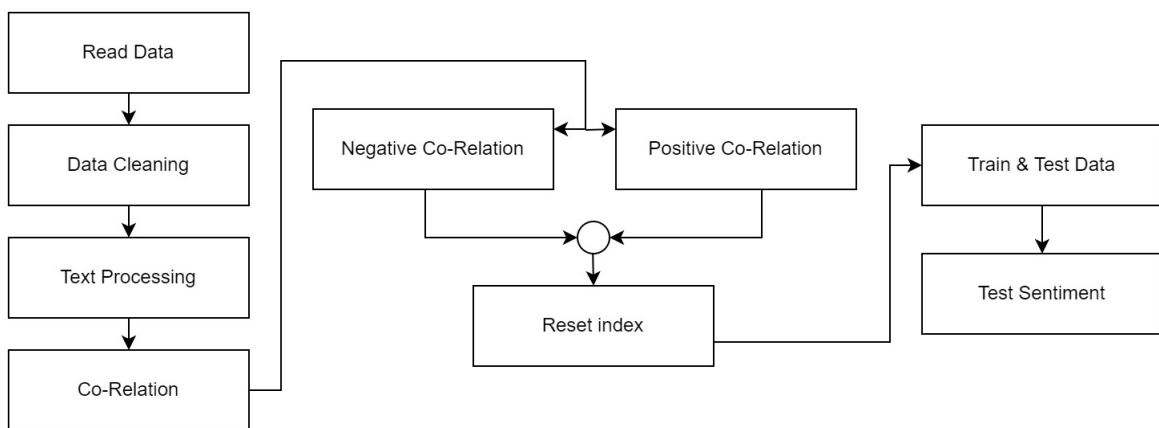 Read Data
Data Cleaning
Text Processing
Co-Relation
Negative Co-Relation
Positive Co-Relation
Reset index
Train & Test Data
Test Sentiment